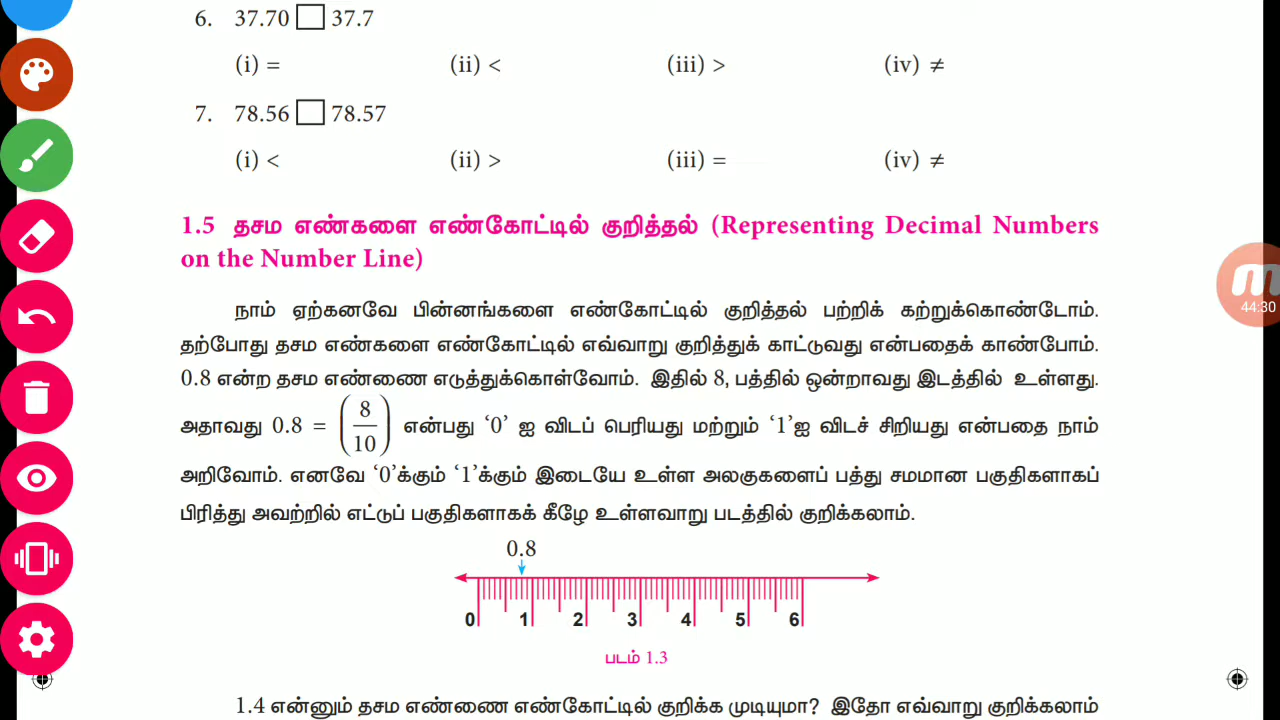 6. 37.70 □ 37.7
(i) = (ii) < (iii) > (iv) ≠
7. 78.56 □ 78.57
(i) < (ii) > (iii) = (iv) ≠
1.5 தசம எண்களை எண்கோட்டில் குறித்தல் (Representing Decimal Numbers
on the Number Line)
நாம் ஏற்கனவே பின்னங்களை எண்கோட்டில் குறித்தல் பற்றிக் கற்றுக்கொண்டோம்.
தற்போது தசம எண்களை எண்கோட்டில் எவ்வாறு குறித்துக் காட்டுவது என்பதைக் காண்போம்.
0.8 என்ற தசம எண்ணை எடுத்துக்கொள்வோம். இதில் 8, பத்தில் ஒன்றாவது இடத்தில் உள்ளது.
அதாவது 0.8 = (8/10) என்பது ‘0’ ஐ விடப் பெரியது மற்றும் ‘1’ஐ விடச் சிறியது என்பதை நாம்
அறிவோம். எனவே ‘0’க்கும் ‘1’க்கும் இடையே உள்ள அலகுகளைப் பத்து சமமான பகுதிகளாகப்
பிரித்து அவற்றில் எட்டுப் பகுதிகளாகக் கீழே உள்ளவாறு படத்தில் குறிக்கலாம்.
0.8
0 1 2 3 4 5 6
படம் 1.3
1.4 என்னும் தசம எண்ணை எண்கோட்டில் குறிக்க முடியுமா? இதோ எவ்வாறு குறிக்கலாம்
44:30